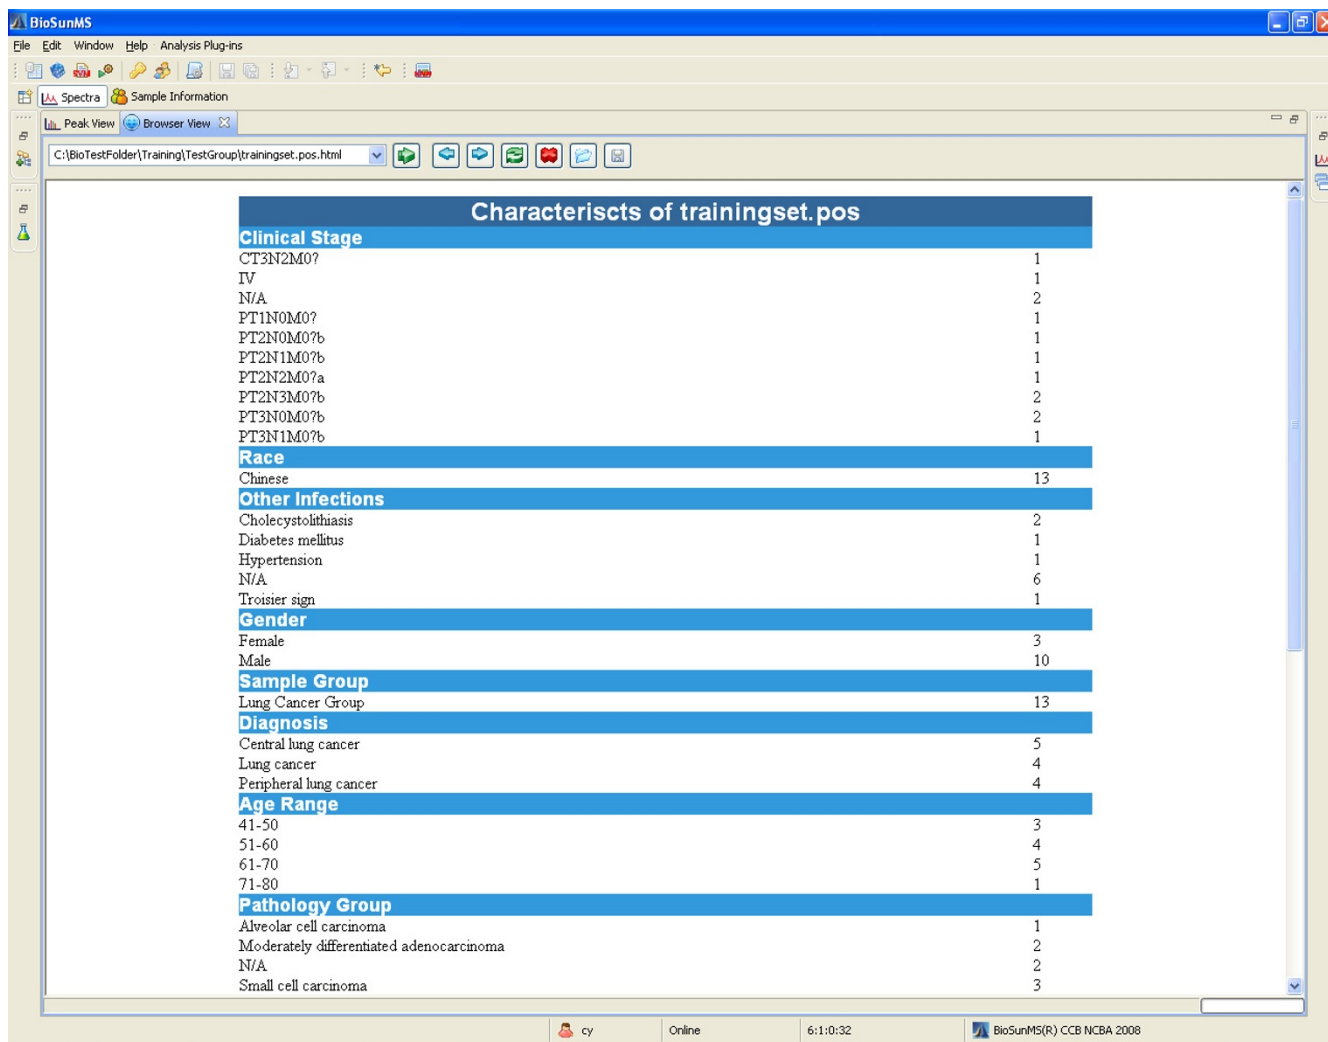 BioSunMS
File Edit Window Help Analysis Plug-ins
Spectra Sample Information
Peak View Browser View
C:\BioTestFolder\Training\TestGroup\trainingset.pos.html
Characteriscts of trainingset.pos
Clinical Stage
CT3N2M0? 1
IV 1
N/A 2
PT1N0M0? 1
PT2N0M0?b 1
PT2N1M0?b 1
PT2N2M0?a 1
PT2N3M0?b 2
PT3N0M0?b 2
PT3N1M0?b 1
Race
Chinese 13
Other Infections
Cholecystolithiasis 2
Diabetes mellitus 1
Hypertension 1
N/A 6
Troisier sign 1
Gender
Female 3
Male 10
Sample Group
Lung Cancer Group 13
Diagnosis
Central lung cancer 5
Lung cancer 4
Peripheral lung cancer 4
Age Range
41-50 3
51-60 4
61-70 5
71-80 1
Pathology Group
Alveolar cell carcinoma 1
Moderately differentiated adenocarcinoma 2
N/A 2
Small cell carcinoma 3
cy Online 6:1:0:32 BioSunMS(R) CCB NCBA 2008